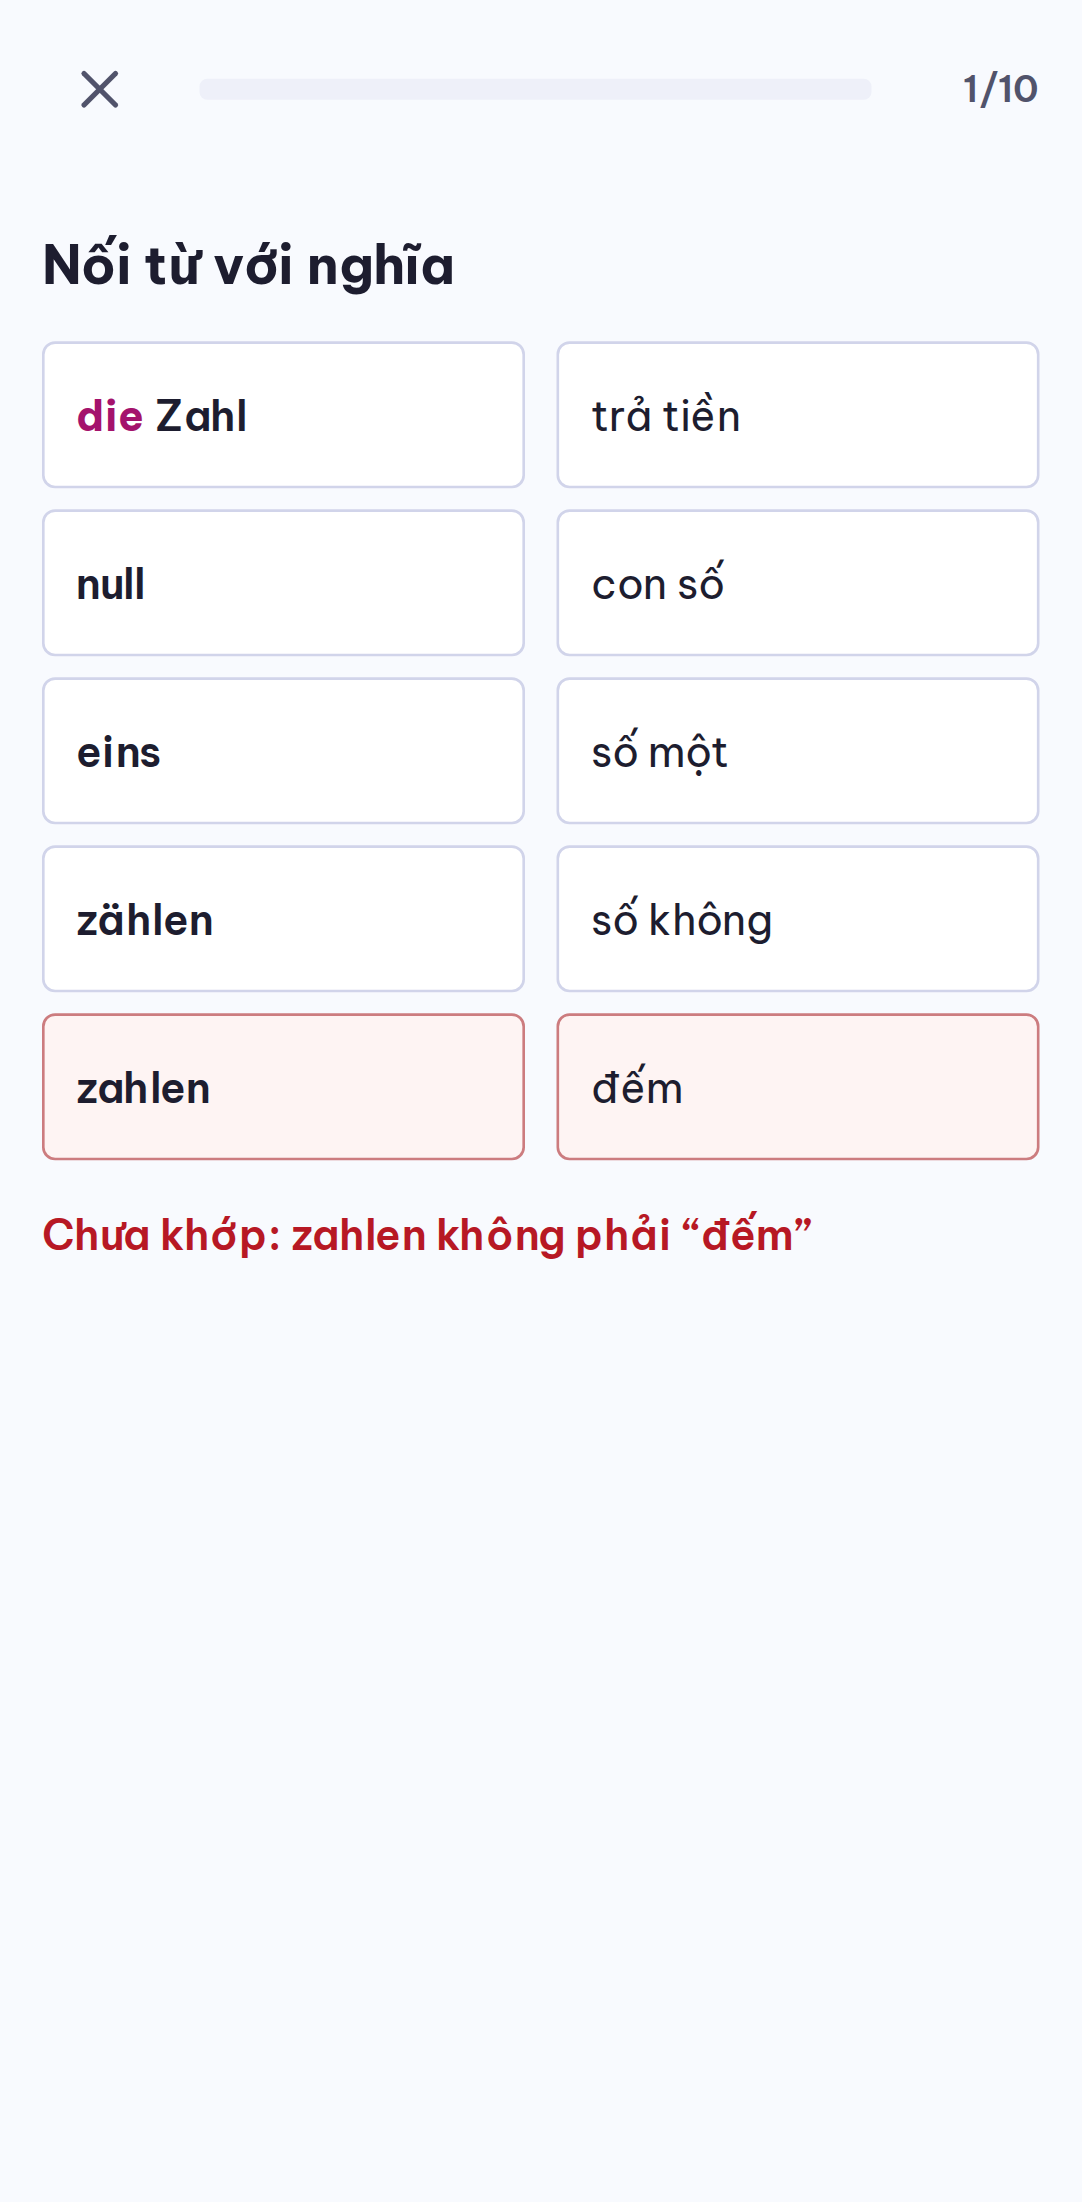 1/10
Nối từ với nghĩa
die Zahl
trả tiền
null
con số
eins
số một
zählen
số không
zahlen
đếm
Chưa khớp: zahlen không phải “đếm”